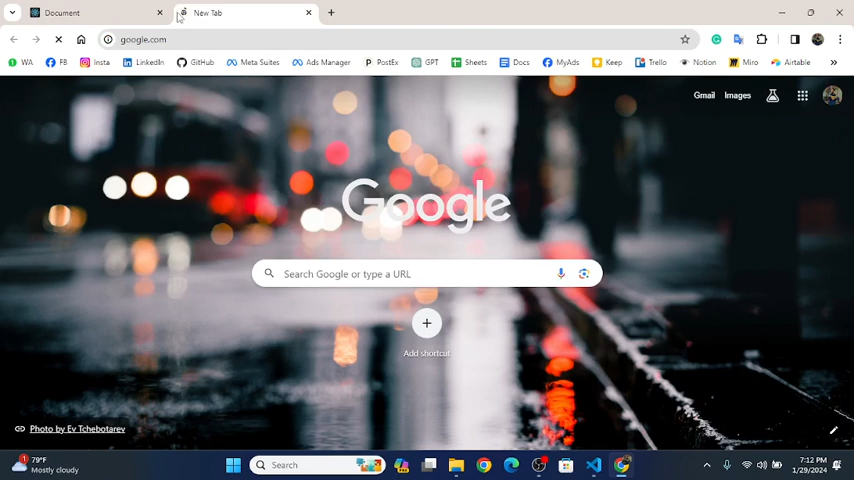 Document
New Tab
google.com
WA FB Insta LinkedIn GitHub Meta Suites Ads Manager PostEx GPT Sheets Docs MyAds Keep Trello Notion Miro Airtable
Gmail Images
Google
Search Google or type a URL
Add shortcut
Photo by Ev Tchebotarev
1
79°F
Mostly cloudy
Search
7:12 PM
1/29/2024